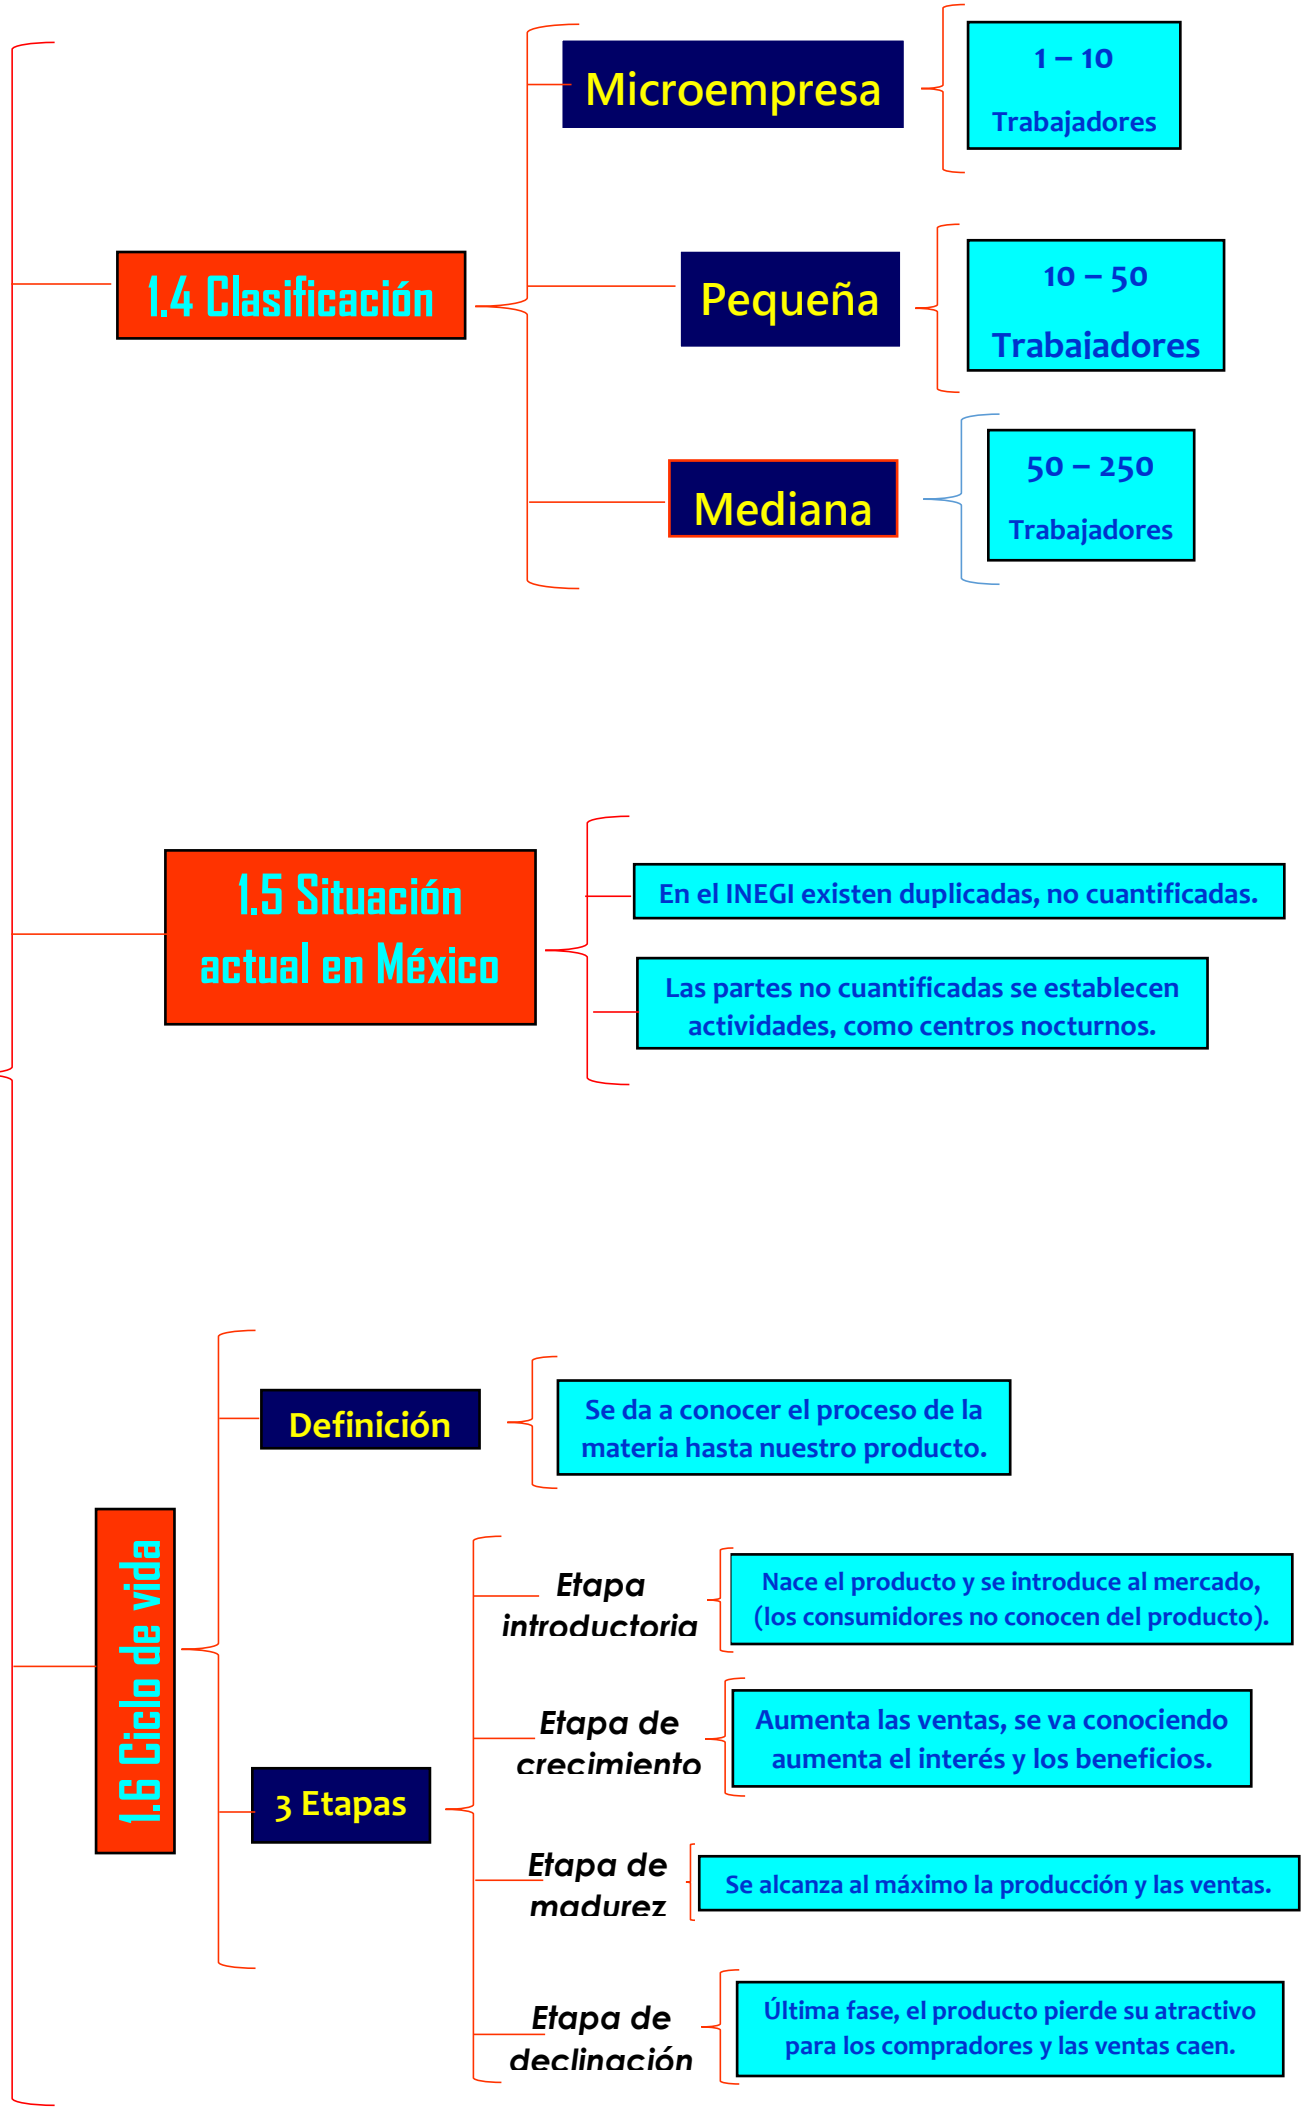 1.4 Clasificación
Microempresa
1 – 10
Trabajadores
Pequeña
10 – 50
Trabajadores
Mediana
50 – 250
Trabajadores
1.5 Situación
actual en México
En el INEGI existen duplicadas, no cuantificadas.
Las partes no cuantificadas se establecen
actividades, como centros nocturnos.
1.6 Ciclo de vida
Definición
Se da a conocer el proceso de la
materia hasta nuestro producto.
3 Etapas
Etapa
introductoria
Nace el producto y se introduce al mercado,
(los consumidores no conocen del producto).
Etapa de
crecimiento
Aumenta las ventas, se va conociendo
aumenta el interés y los beneficios.
Etapa de
madurez
Se alcanza al máximo la producción y las ventas.
Etapa de
declinación
Última fase, el producto pierde su atractivo
para los compradores y las ventas caen.